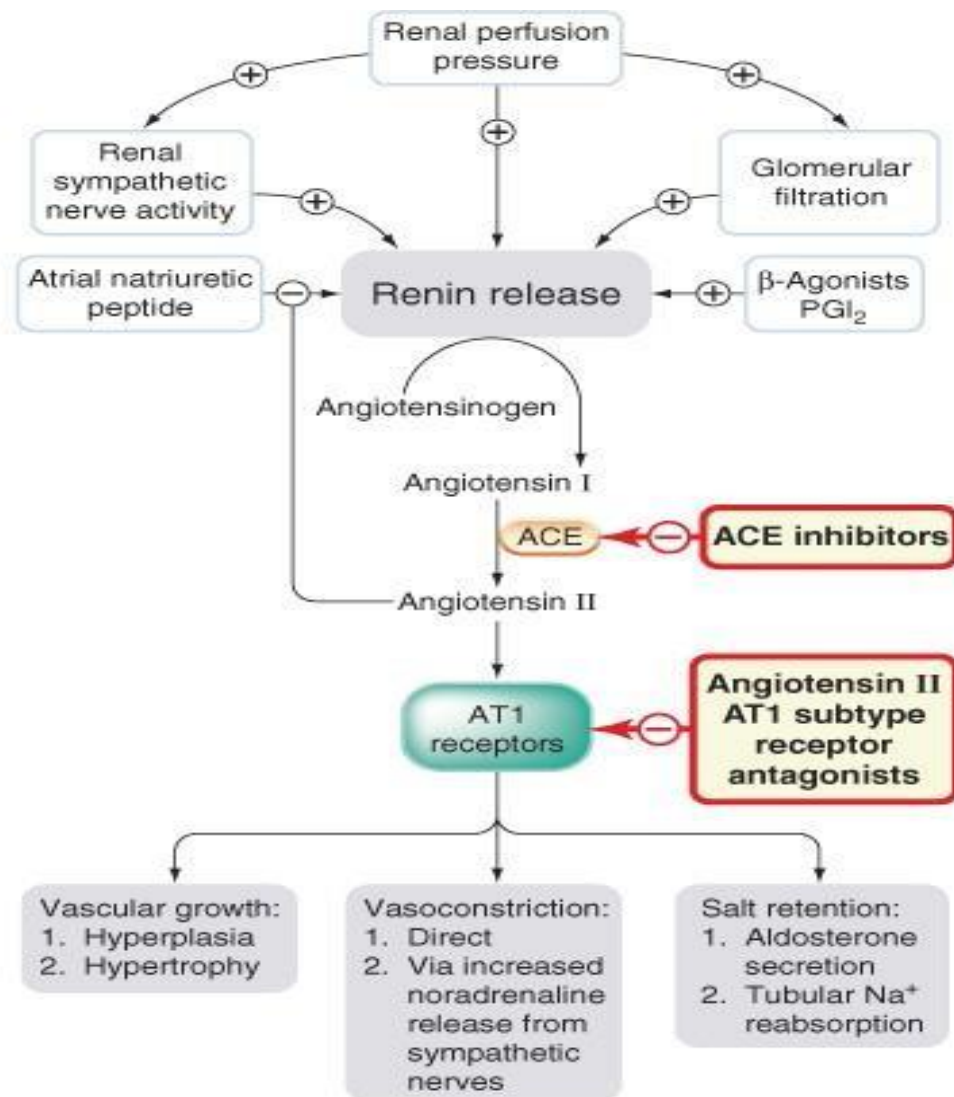 Renal perfusion
pressure
+
+
+
Renal
sympathetic
nerve activity
+
Glomerular
filtration
+
Atrial natriuretic
peptide
−
Renin release
+
β-Agonists
PGI₂
Angiotensinogen
Angiotensin I
ACE
−
ACE inhibitors
Angiotensin II
AT1
receptors
−
Angiotensin II
AT1 subtype
receptor
antagonists
Vascular growth:
1. Hyperplasia
2. Hypertrophy
Vasoconstriction:
1. Direct
2. Via increased
noradrenaline
release from
sympathetic
nerves
Salt retention:
1. Aldosterone
secretion
2. Tubular Na⁺
reabsorption